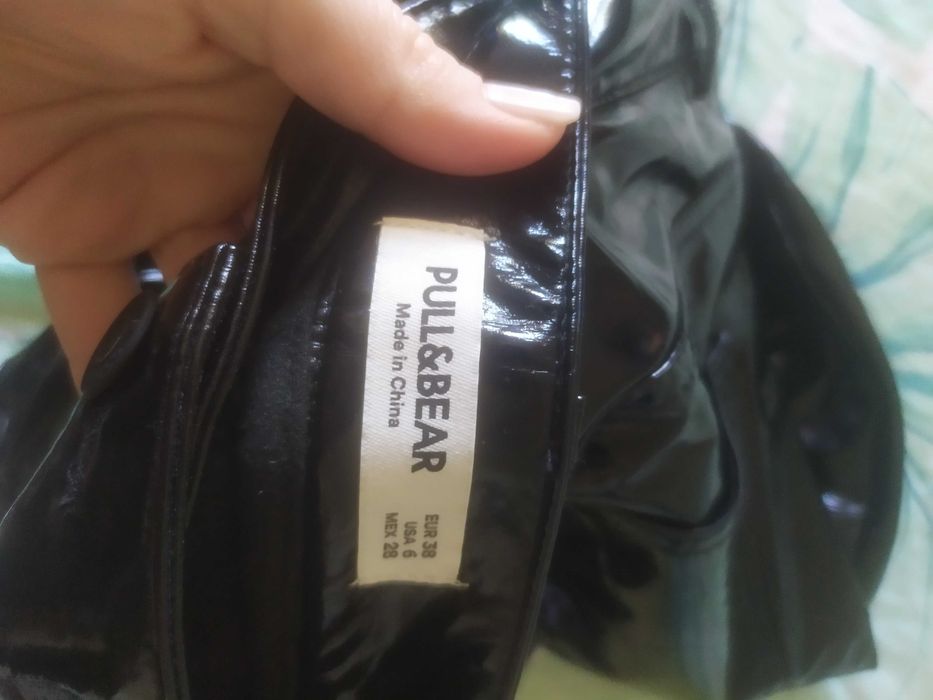 PULL&BEAR
Made in China
EUR 38
USA 6
MEX 28